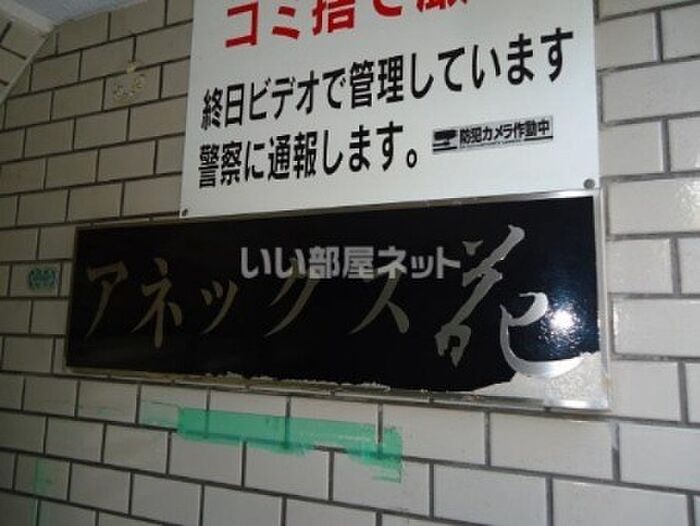 ゴミ捨て厳
終日ビデオで管理しています
警察に通報します。
防犯カメラ作動中
いい部屋ネット
アネックス苑